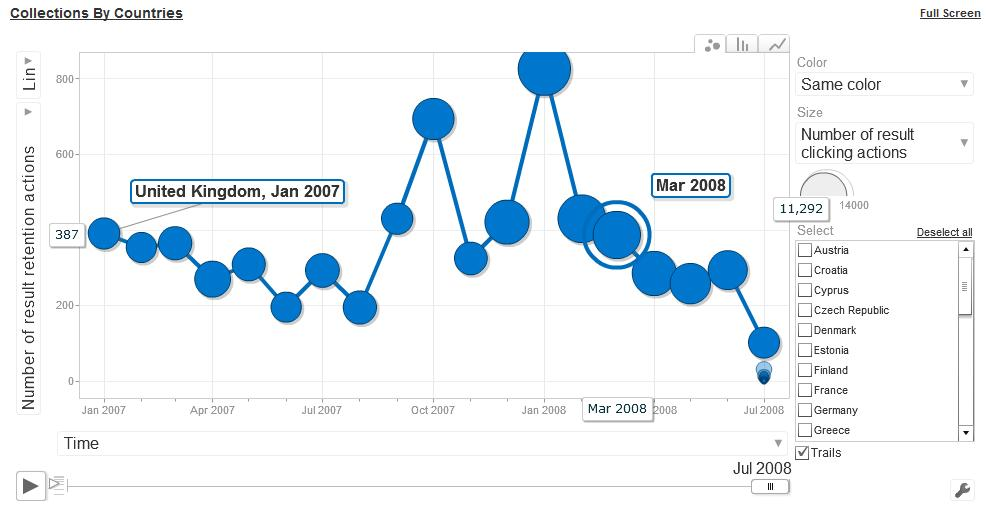 Collections By Countries
Full Screen
Lin
Number of result retention actions
800
600
387
200
0
United Kingdom, Jan 2007
Mar 2008
Jan 2007
Apr 2007
Jul 2007
Oct 2007
Jan 2008
Mar 2008
2008
Jul 2008
Time
Jul 2008
Color
Same color
Size
Number of result
clicking actions
11,292
14000
Select
Deselect all
Austria
Croatia
Cyprus
Czech Republic
Denmark
Estonia
Finland
France
Germany
Greece
Trails